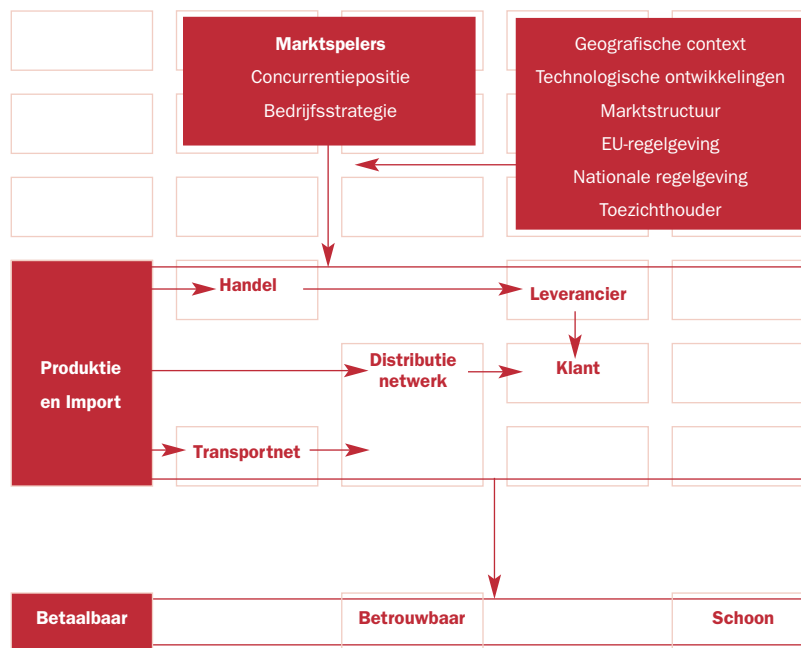 Marktspelers
Concurrentiepositie
Bedrijfsstrategie
Geografische context
Technologische ontwikkelingen
Marktstructuur
EU-regelgeving
Nationale regelgeving
Toezichthouder
Handel
Leverancier
Produktie
en Import
Distributie
netwerk
Klant
Transportnet
Betaalbaar
Betrouwbaar
Schoon